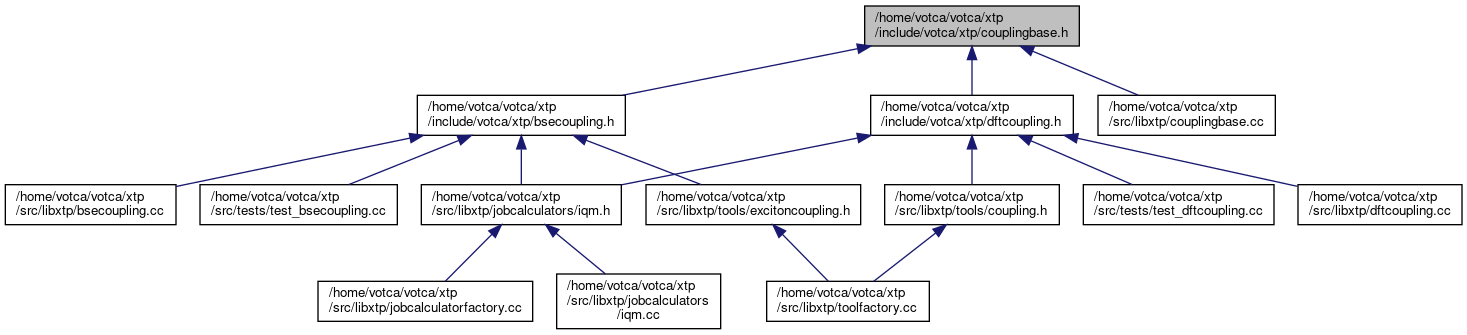 /home/votca/votca/xtp
/include/votca/xtp/couplingbase.h
/home/votca/votca/xtp
/include/votca/xtp/bsecoupling.h
/home/votca/votca/xtp
/include/votca/xtp/dftcoupling.h
/home/votca/votca/xtp
/src/libxtp/couplingbase.cc
/home/votca/votca/xtp
/src/libxtp/bsecoupling.cc
/home/votca/votca/xtp
/src/tests/test_bsecoupling.cc
/home/votca/votca/xtp
/src/libxtp/jobcalculators/iqm.h
/home/votca/votca/xtp
/src/libxtp/tools/excitoncoupling.h
/home/votca/votca/xtp
/src/libxtp/tools/coupling.h
/home/votca/votca/xtp
/src/tests/test_dftcoupling.cc
/home/votca/votca/xtp
/src/libxtp/dftcoupling.cc
/home/votca/votca/xtp
/src/libxtp/jobcalculatorfactory.cc
/home/votca/votca/xtp
/src/libxtp/jobcalculators
/iqm.cc
/home/votca/votca/xtp
/src/libxtp/toolfactory.cc